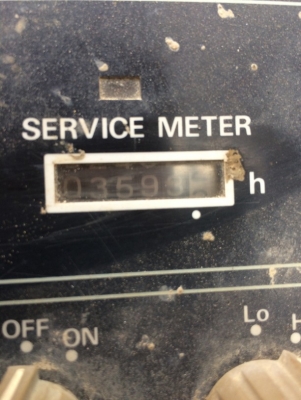 SERVICE METER
03593 h
OFF ON Lo